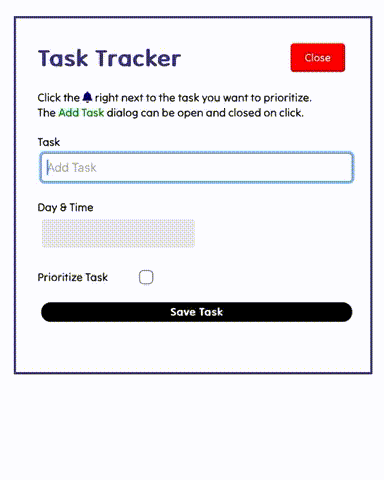 Task Tracker
Close
Click the right next to the task you want to prioritize.
The Add Task dialog can be open and closed on click.
Task
Add Task
Day & Time
Prioritize Task
Save Task